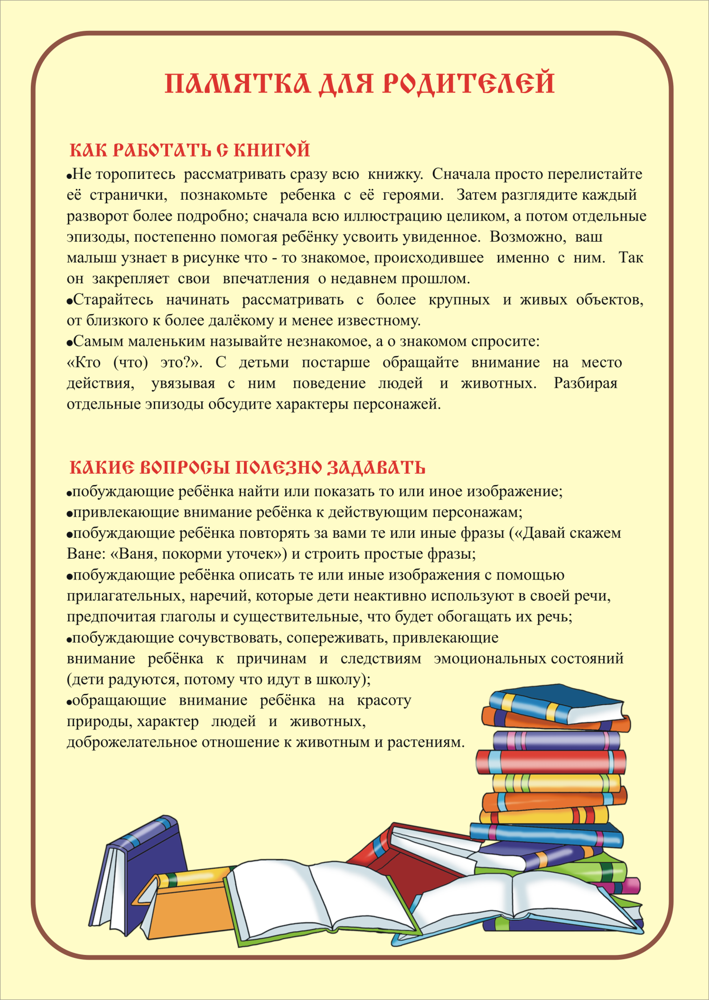 ПАМЯТКА ДЛЯ РОДИТЕЛЕЙ
КАК РАБОТАТЬ С КНИГОЙ
•Не торопитесь рассматривать сразу всю книжку. Сначала просто перелистайте
её странички, познакомьте ребенка с её героями. Затем разглядите каждый
разворот более подробно; сначала всю иллюстрацию целиком, а потом отдельные
эпизоды, постепенно помогая ребёнку усвоить увиденное. Возможно, ваш
малыш узнает в рисунке что - то знакомое, происходившее именно с ним. Так
он закрепляет свои впечатления о недавнем прошлом.
•Старайтесь начинать рассматривать с более крупных и живых объектов,
от близкого к более далёкому и менее известному.
•Самым маленьким называйте незнакомое, а о знакомом спросите:
«Кто (что) это?». С детьми постарше обращайте внимание на место
действия, увязывая с ним поведение людей и животных. Разбирая
отдельные эпизоды обсудите характеры персонажей.
КАКИЕ ВОПРОСЫ ПОЛЕЗНО ЗАДАВАТЬ
•побуждающие ребёнка найти или показать то или иное изображение;
•привлекающие внимание ребёнка к действующим персонажам;
•побуждающие ребёнка повторять за вами те или иные фразы («Давай скажем
Ване: «Ваня, покорми уточек») и строить простые фразы;
•побуждающие ребёнка описать те или иные изображения с помощью
прилагательных, наречий, которые дети неактивно используют в своей речи,
предпочитая глаголы и существительные, что будет обогащать их речь;
•побуждающие сочувствовать, сопереживать, привлекающие
внимание ребёнка к причинам и следствиям эмоциональных состояний
(дети радуются, потому что идут в школу);
•обращающие внимание ребёнка на красоту
природы, характер людей и животных,
доброжелательное отношение к животным и растениям.